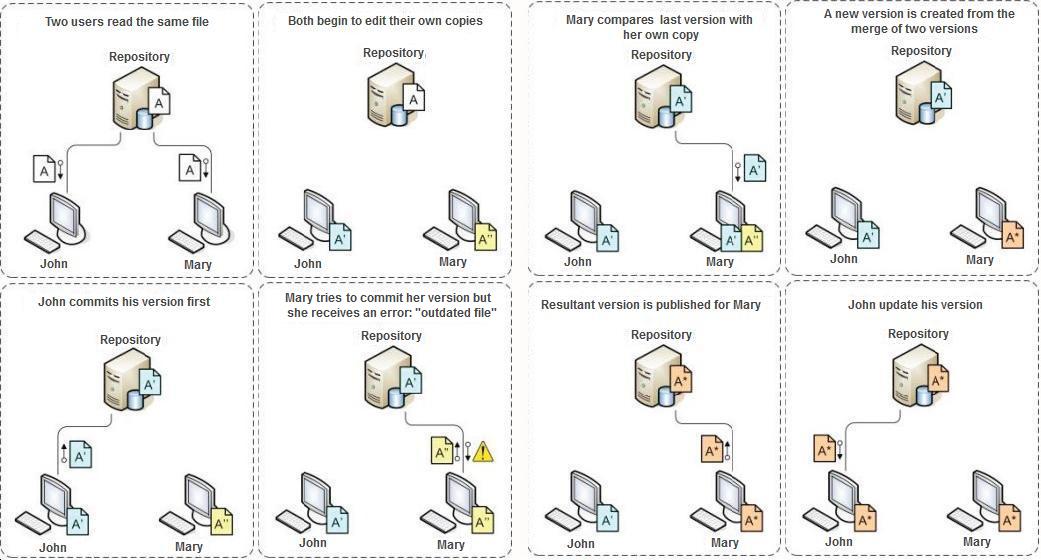 Two users read the same file
Repository
A
A
A
John
Mary
Both begin to edit their own copies
Repository
A
A'
A''
John
Mary
John commits his version first
Repository
A'
A'
A'
A''
John
Mary
Mary tries to commit her version but
she receives an error: "outdated file"
Repository
A'
A''
A'
A''
John
Mary
Mary compares last version with
her own copy
Repository
A'
A'
A'
A'
A''
John
Mary
A new version is created from the
merge of two versions
Repository
A'
A'
A*
John
Mary
Resultant version is published for Mary
Repository
A*
A*
A'
A*
John
Mary
John update his version
Repository
A*
A*
A*
A*
John
Mary